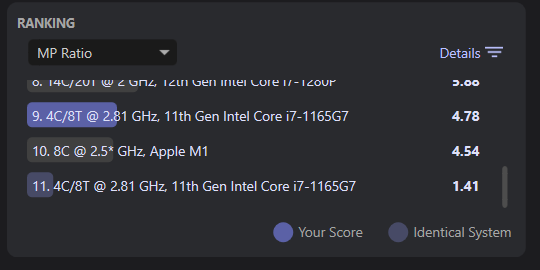 RANKING
MP Ratio
Details
8. 14C/20T @ 2 GHz, 12th Gen Intel Core i7-1280P 5.88
9. 4C/8T @ 2.81 GHz, 11th Gen Intel Core i7-1165G7 4.78
10. 8C @ 2.5* GHz, Apple M1 4.54
11. 4C/8T @ 2.81 GHz, 11th Gen Intel Core i7-1165G7 1.41
Your Score
Identical System